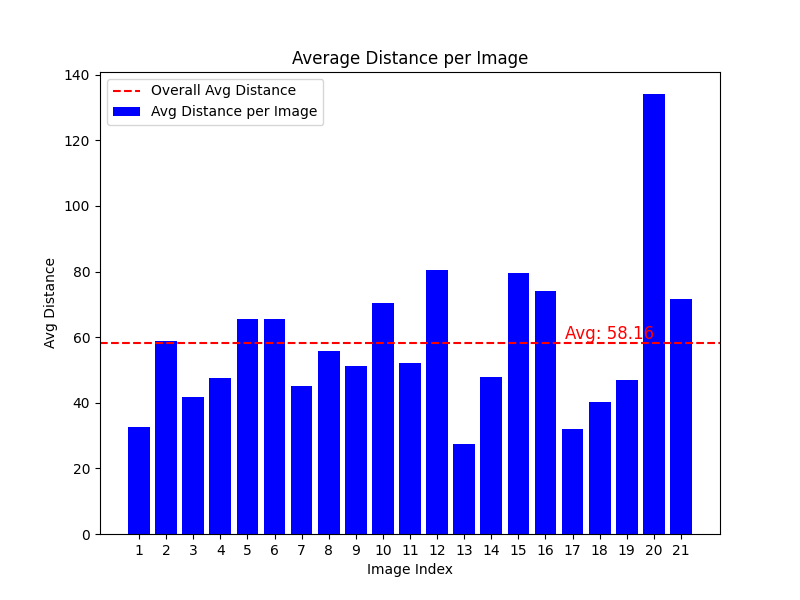 Average Distance per Image
Overall Avg Distance
Avg Distance per Image
Avg Distance
140
120
100
80
60
40
20
0
Avg: 58.16
1 2 3 4 5 6 7 8 9 10 11 12 13 14 15 16 17 18 19 20 21
Image Index